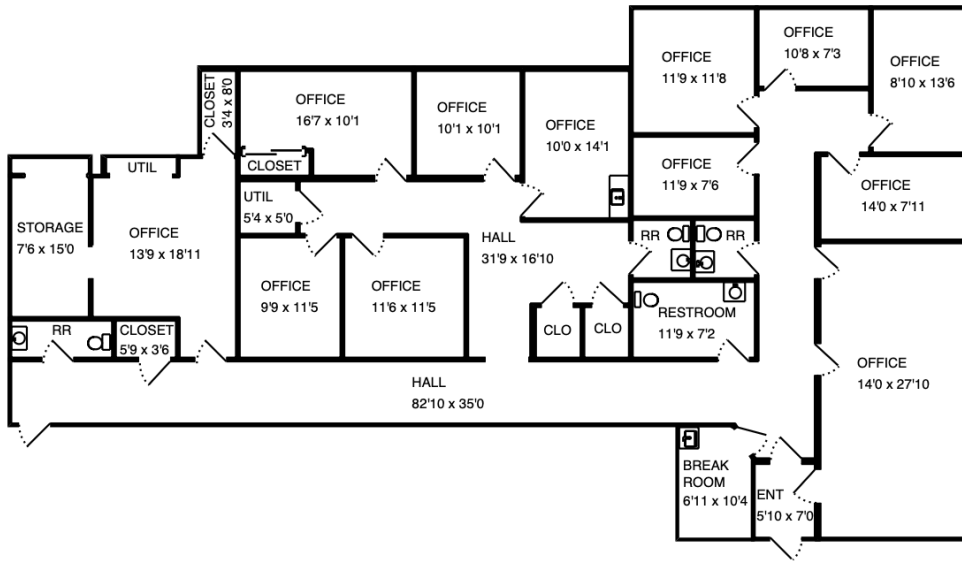 OFFICE
10'8 x 7'3
OFFICE
11'9 x 11'8
OFFICE
8'10 x 13'6
CLOSET
3'4 x 8'0
OFFICE
16'7 x 10'1
OFFICE
10'1 x 10'1
OFFICE
10'0 x 14'1
CLOSET
UTIL
OFFICE
11'9 x 7'6
OFFICE
14'0 x 7'11
UTIL
5'4 x 5'0
STORAGE
7'6 x 15'0
OFFICE
13'9 x 18'11
HALL
31'9 x 16'10
RR
RR
OFFICE
9'9 x 11'5
OFFICE
11'6 x 11'5
RESTROOM
11'9 x 7'2
RR
CLOSET
5'9 x 3'6
CLO
CLO
OFFICE
14'0 x 27'10
HALL
82'10 x 35'0
BREAK
ROOM
6'11 x 10'4
ENT
5'10 x 7'0